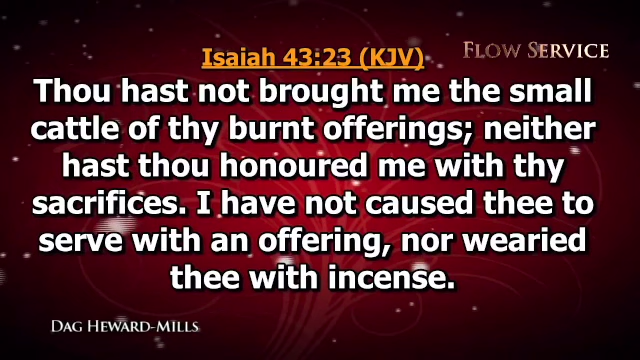 Isaiah 43:23 (KJV)
FLOW SERVICE
Thou hast not brought me the small
cattle of thy burnt offerings; neither
hast thou honoured me with thy
sacrifices. I have not caused thee to
serve with an offering, nor wearied
thee with incense.
DAG HEWARD-MILLS